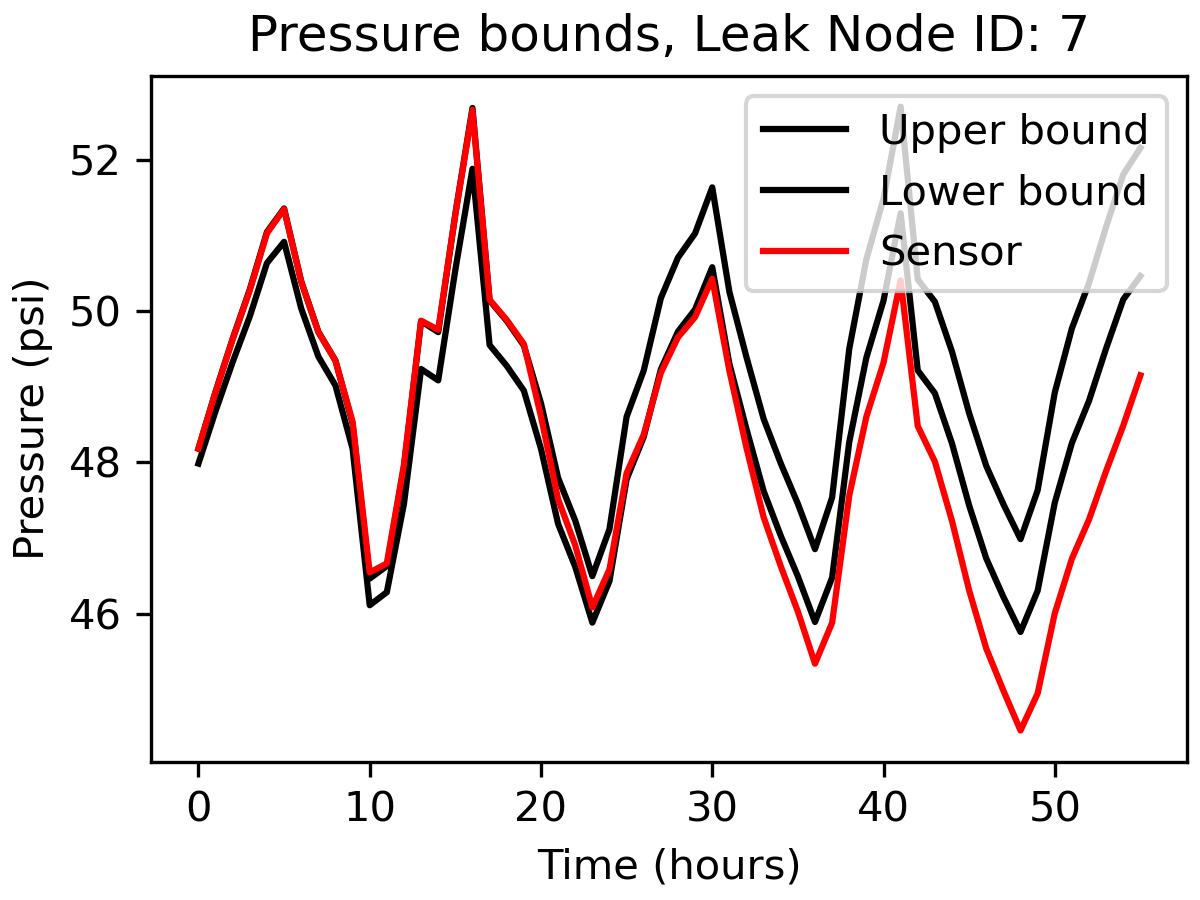 Pressure bounds, Leak Node ID: 7
Upper bound
Lower bound
Sensor
Pressure (psi)
52
50
48
46
0 10 20 30 40 50
Time (hours)